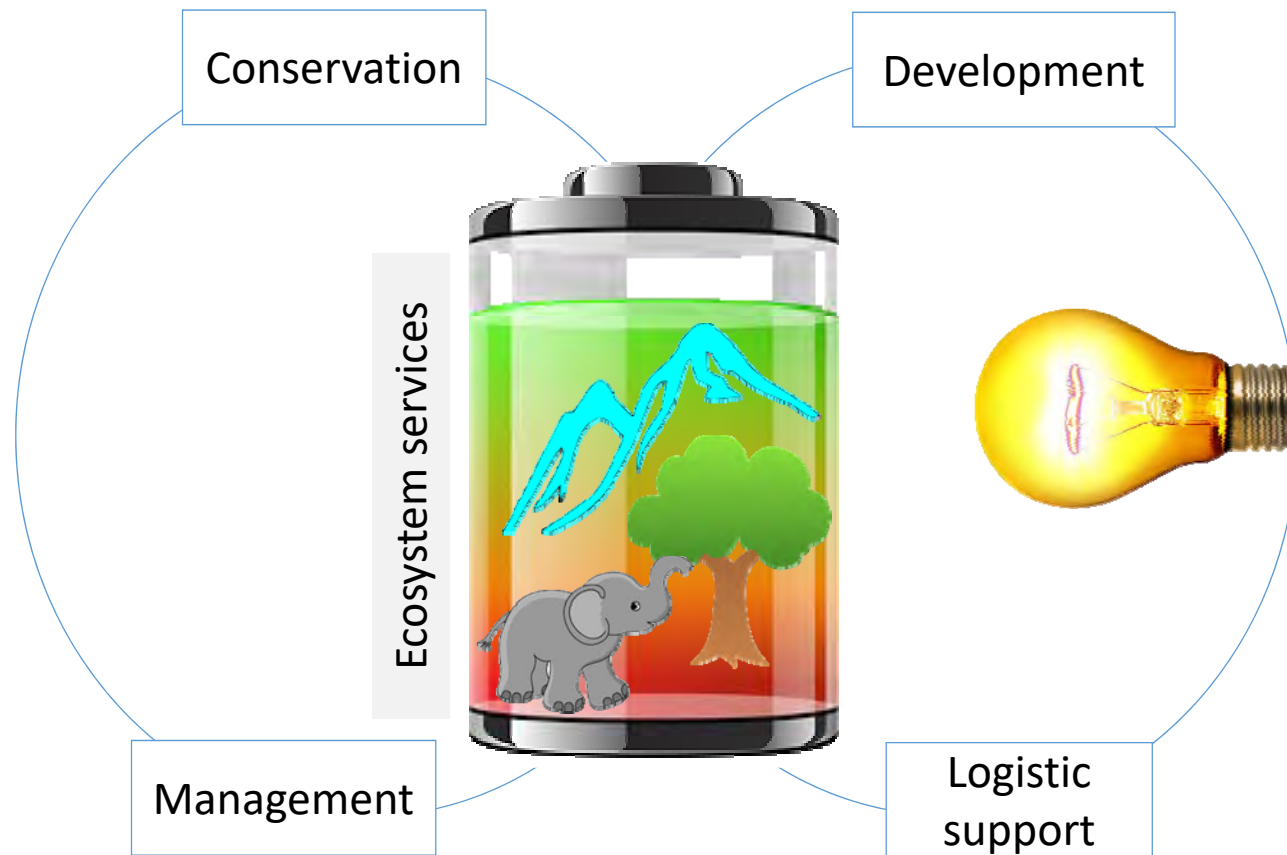 Conservation
Development
Ecosystem services
Management
Logistic
support